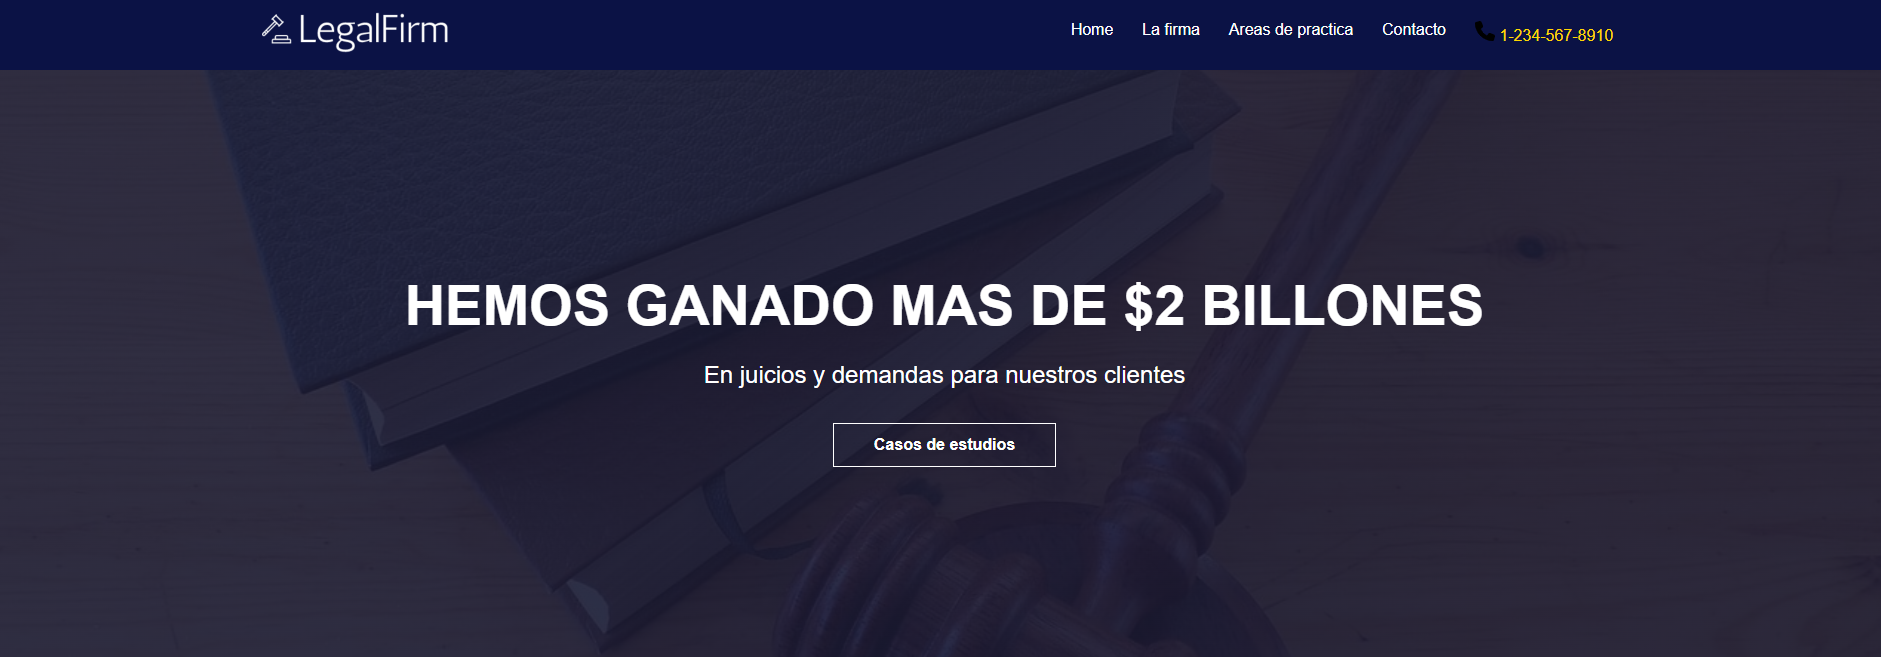 LegalFirm
Home La firma Areas de practica Contacto 1-234-567-8910
HEMOS GANADO MAS DE $2 BILLONES
En juicios y demandas para nuestros clientes
Casos de estudios